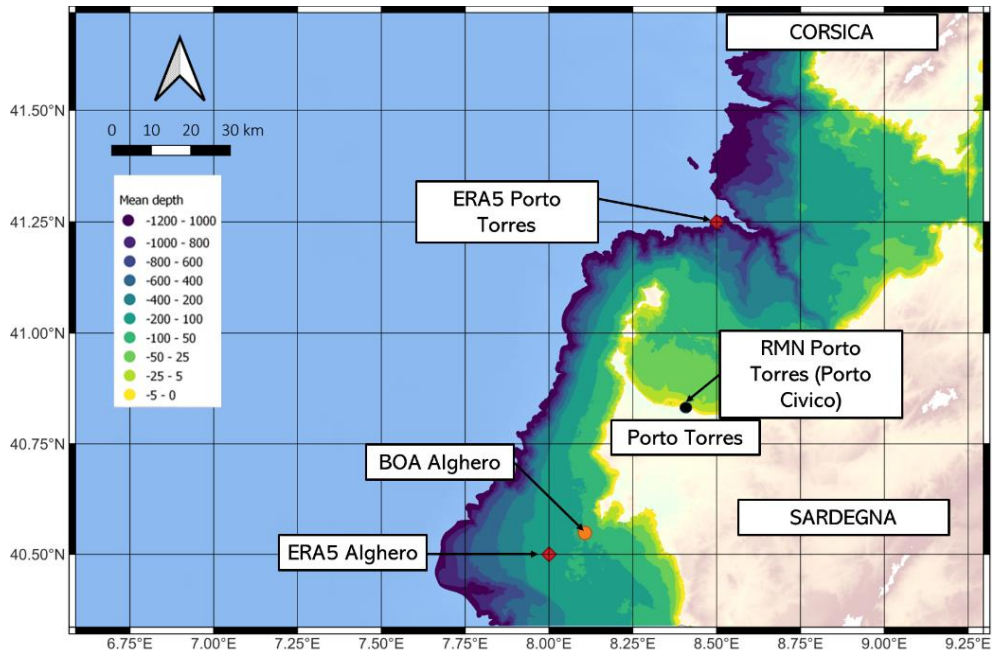 CORSICA
41.50°N
0 10 20 30 km
Mean depth
-1200 - 1000
-1000 - 800
-800 - 600
-600 - 400
-400 - 200
-200 - 100
-100 - 50
-50 - 25
-25 - 5
-5 - 0
ERA5 Porto
Torres
41.25°N
41.00°N
RMN Porto
Torres (Porto
Civico)
Porto Torres
40.75°N
BOA Alghero
SARDEGNA
ERA5 Alghero
40.50°N
6.75°E 7.00°E 7.25°E 7.50°E 7.75°E 8.00°E 8.25°E 8.50°E 8.75°E 9.00°E 9.25°E